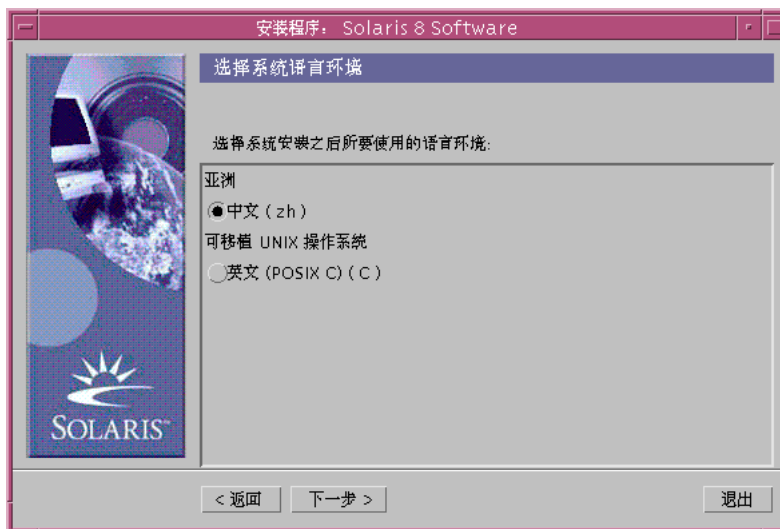 安装程序: Solaris 8 Software
选择系统语言环境
选择系统安装之后所要使用的语言环境:
亚洲
中文 ( zh )
可移植 UNIX 操作系统
英文 (POSIX C) ( C )
SOLARIS™
< 返回
下一步 >
退出